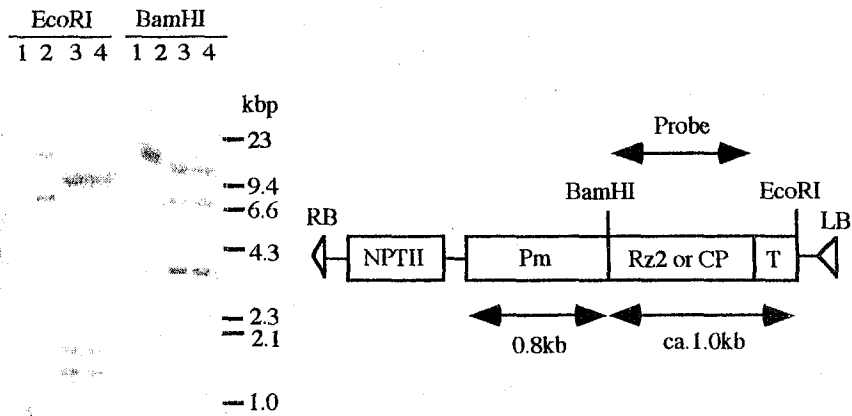 EcoRI BamHI
1 2 3 4 1 2 3 4
kbp
23
9.4
6.6
4.3
2.3
2.1
1.0
Probe
BamHI
EcoRI
RB
LB
NPTII
Pm
Rz2 or CP
T
0.8kb
ca.1.0kb